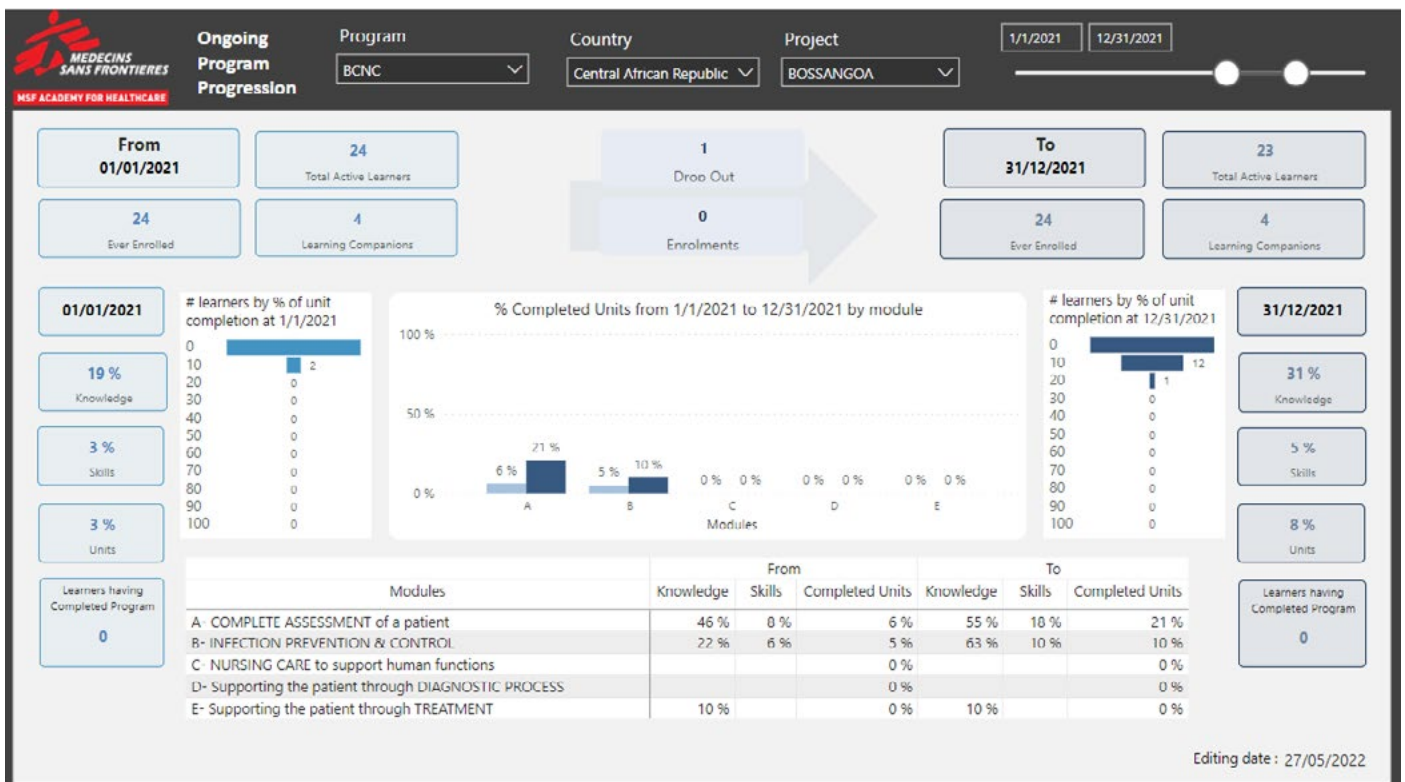 MEDECINS
SANS FRONTIERES
MSF ACADEMY FOR HEALTHCARE
Ongoing
Program
Progression
Program
BCNC
Country
Central African Republic
Project
BOSSANGOA
1/1/2021 12/31/2021
From
01/01/2021
24
Total Active Learners
24
Ever Enrolled
4
Learning Companions
1
Drop Out
0
Enrolments
To
31/12/2021
23
Total Active Learners
24
Ever Enrolled
4
Learning Companions
01/01/2021
19 %
Knowledge
3 %
Skills
3 %
Units
Learners having
Completed Program
0
# learners by % of unit
completion at 1/1/2021
0
10 2
20 0
30 0
40 0
50 0
60 0
70 0
80 0
90 0
100 0
% Completed Units from 1/1/2021 to 12/31/2021 by module
100 %
50 %
0 %
6 % 21 % 5 % 10 % 0 % 0 % 0 % 0 % 0 % 0 %
A B C D E
Modules
# learners by % of unit
completion at 12/31/2021
0
10 12
20 1
30 0
40 0
50 0
60 0
70 0
80 0
90 0
100 0
31/12/2021
31 %
Knowledge
5 %
Skills
8 %
Units
Learners having
Completed Program
0
From To
Modules Knowledge Skills Completed Units Knowledge Skills Completed Units
A- COMPLETE ASSESSMENT of a patient 46 % 8 % 6 % 55 % 18 % 21 %
B- INFECTION PREVENTION & CONTROL 22 % 6 % 5 % 63 % 10 % 10 %
C- NURSING CARE to support human functions 0 % 0 %
D- Supporting the patient through DIAGNOSTIC PROCESS 0 % 0 %
E- Supporting the patient through TREATMENT 10 % 0 % 10 % 0 %
Editing date : 27/05/2022